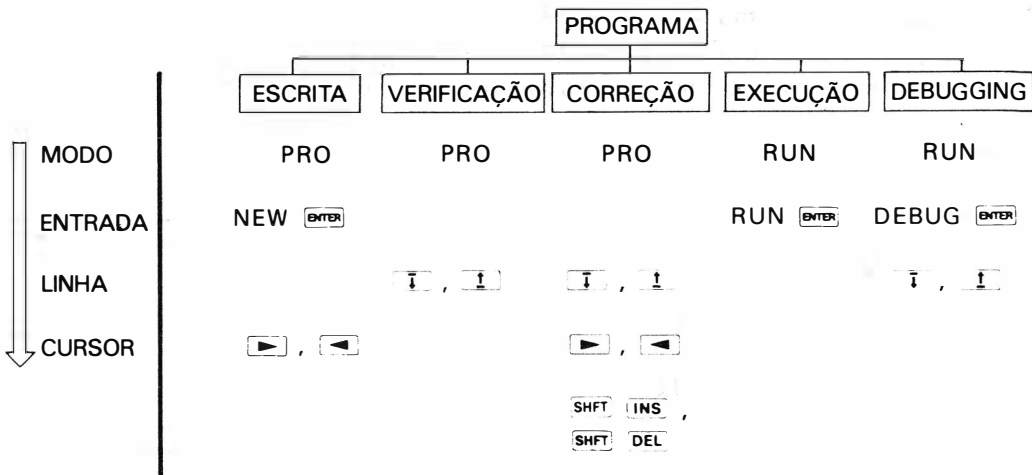 PROGRAMA
ESCRITA VERIFICAÇÃO CORREÇÃO EXECUÇÃO DEBUGGING
MODO PRO PRO PRO RUN RUN
ENTRADA NEW ENTER RUN ENTER DEBUG ENTER
LINHA , , ,
CURSOR , ,
SHFT INS ,
SHFT DEL